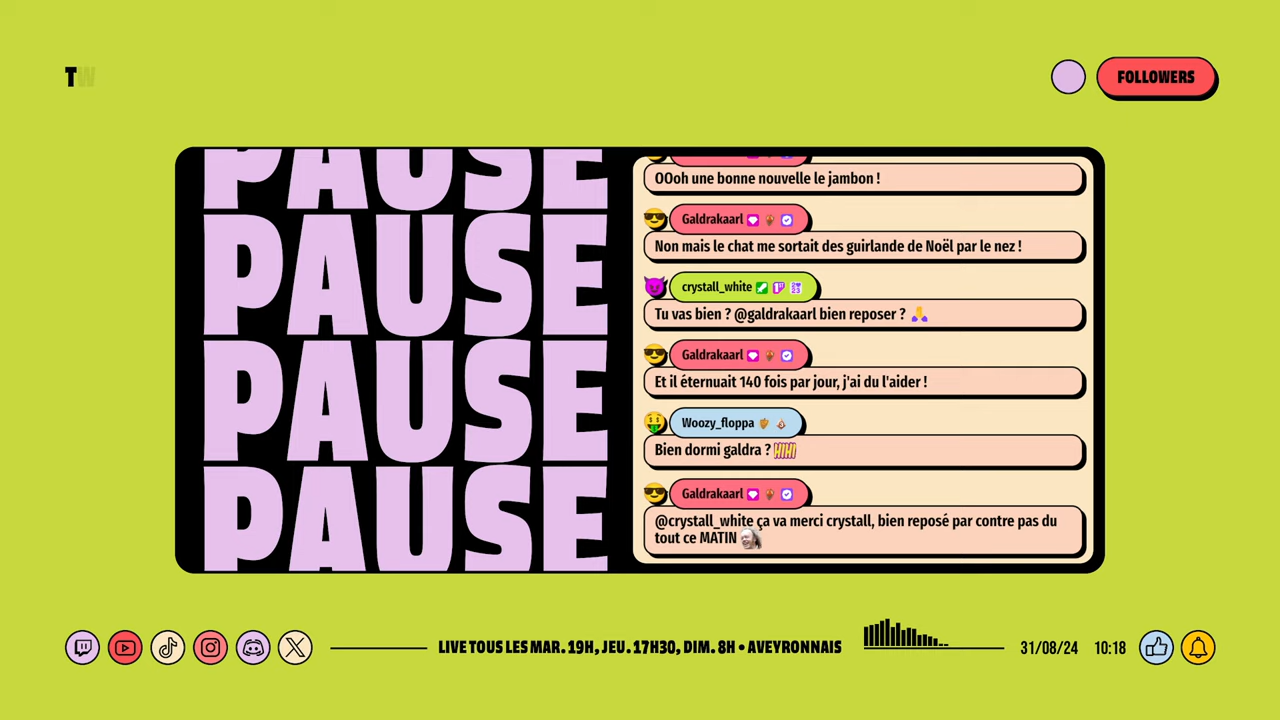 TW
FOLLOWERS
PAUSE
PAUSE
PAUSE
PAUSE
OOoh une bonne nouvelle le jambon !
Galdrakaarl
Non mais le chat me sortait des guirlande de Noël par le nez !
crystall_white
Tu vas bien ? @galdrakaarl bien reposer ?
Galdrakaarl
Et il éternuait 140 fois par jour, j'ai du l'aider !
Woozy_floppa
Bien dormi galdra ? HIHI
Galdrakaarl
@crystall_white ça va merci crystall, bien reposé par contre pas du
tout ce MATIN
LIVE TOUS LES MAR. 19H, JEU. 17H30, DIM. 8H • AVEYRONNAIS
31/08/24 10:18